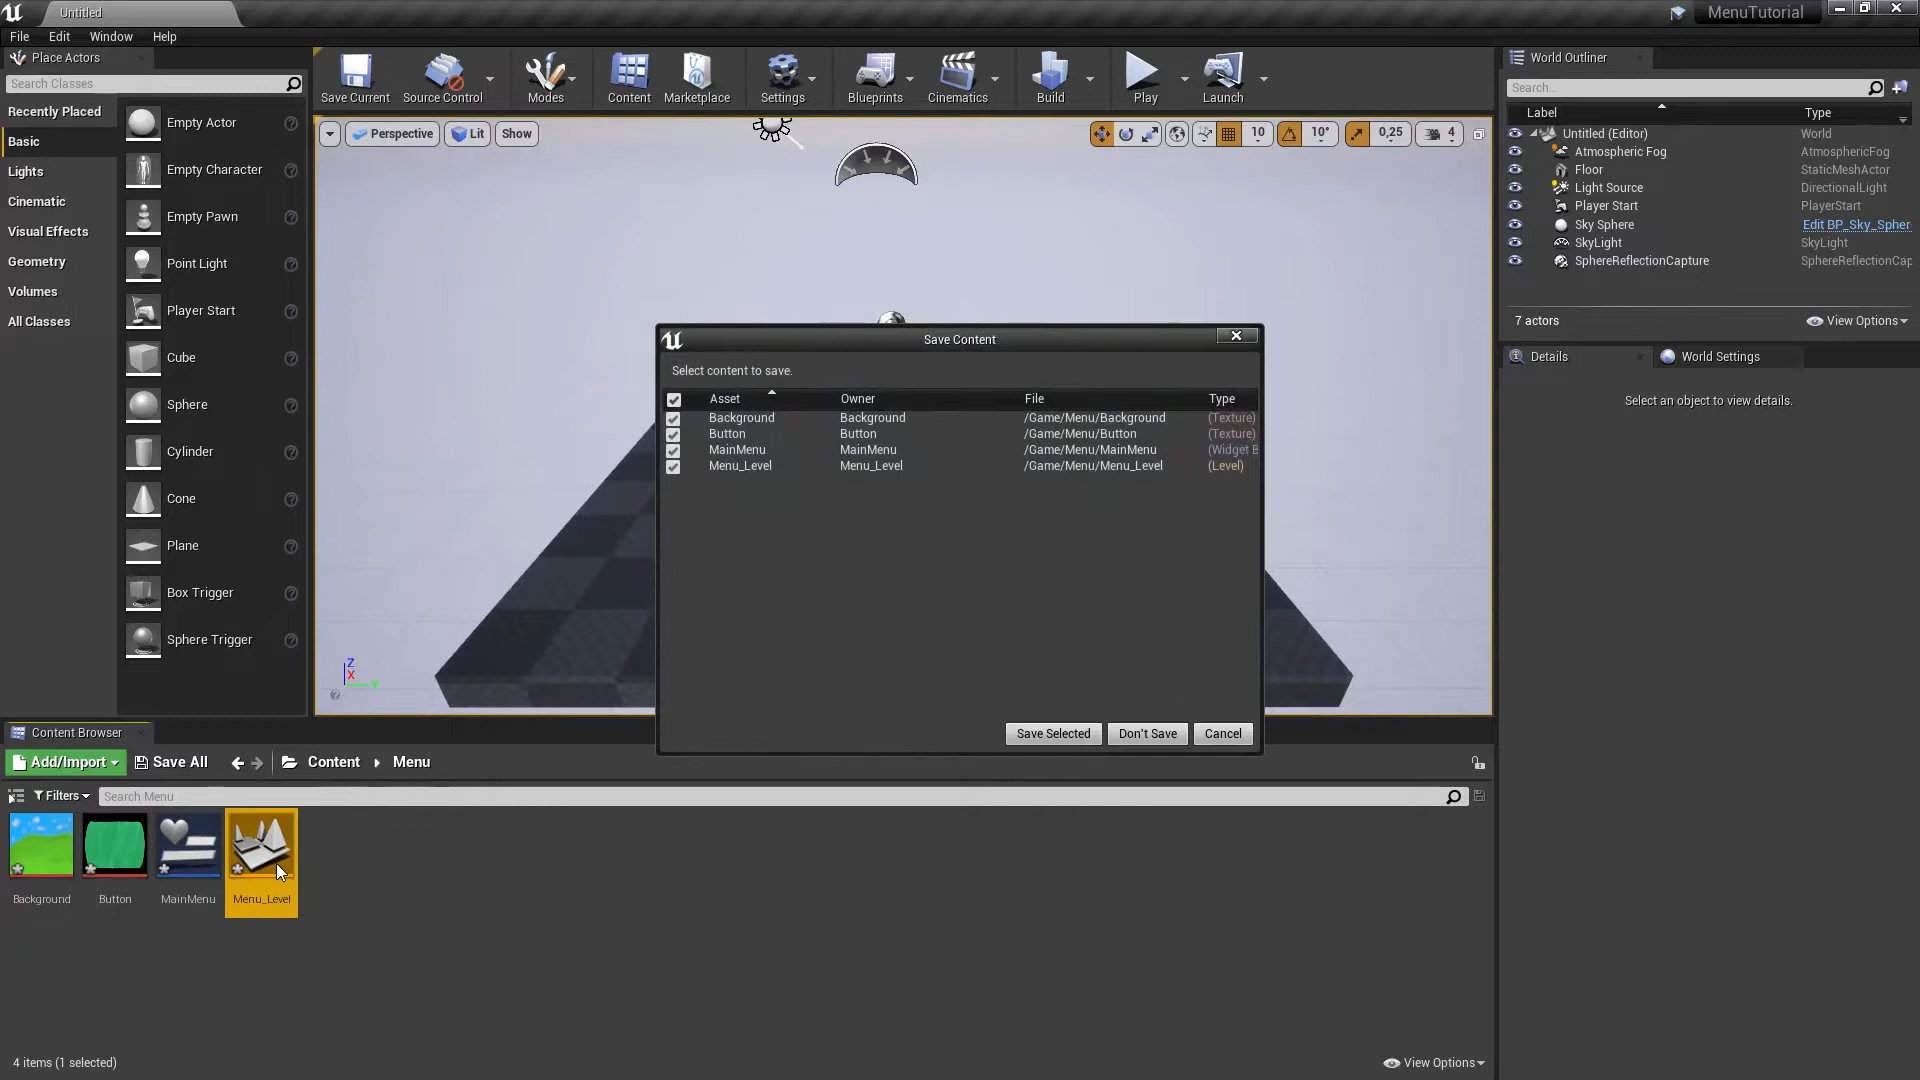 Untitled
MenuTutorial
File Edit Window Help
Place Actors
Search Classes
Recently Placed
Basic
Lights
Cinematic
Visual Effects
Geometry
Volumes
All Classes
Empty Actor
Empty Character
Empty Pawn
Point Light
Player Start
Cube
Sphere
Cylinder
Cone
Plane
Box Trigger
Sphere Trigger
Save Current Source Control Modes Content Marketplace Settings Blueprints Cinematics Build Play Launch
Perspective Lit Show
10 10° 0,25 4
Z
X
Y
Save Content
Select content to save.
Asset Owner File Type
Background Background /Game/Menu/Background (Texture)
Button Button /Game/Menu/Button (Texture)
MainMenu MainMenu /Game/Menu/MainMenu (Widget B
Menu_Level Menu_Level /Game/Menu/Menu_Level (Level)
Save Selected Don't Save Cancel
World Outliner
Search...
Label Type
Untitled (Editor) World
Atmospheric Fog AtmosphericFog
Floor StaticMeshActor
Light Source DirectionalLight
Player Start PlayerStart
Sky Sphere Edit BP_Sky_Spher
SkyLight SkyLight
SphereReflectionCapture SphereReflectionCap
7 actors View Options
Details World Settings
Select an object to view details.
Content Browser
Add/Import Save All Content Menu
Filters Search Menu
Background Button MainMenu Menu_Level
4 items (1 selected) View Options